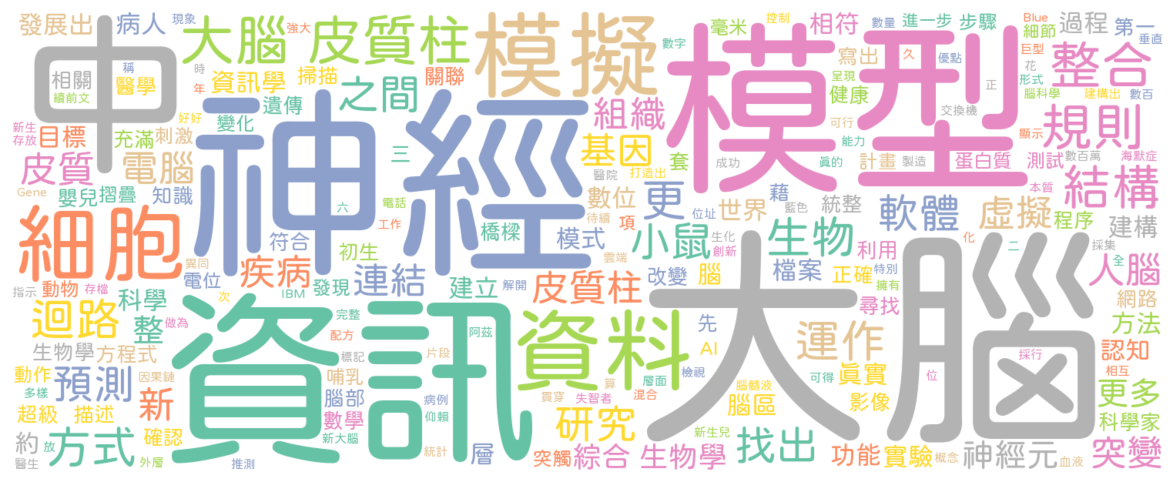 發展出
病人
現象
強大
大腦
皮質柱
模擬
毫米
控制
相符
數量
進一步
步驟
Blue
細節
過程
第一
垂直
中
稱
相關
醫學
續前文
時
年
資訊學
掃描
數字
關聯
之間
模型
寫出
久
優點
呈現
健康
巨型
花
形式
正
腦科學
整合
建構出
數百
新生
存放
目標
好好
充滿
刺激
遺傳
變化
神經
組織
交換機
可行
顯示
能力
規則
皮質
電腦
三
基因
套
成功
計畫
製造
蛋白質
測試
數百萬
海默症
Gene
嬰兒
摺疊
知識
六
電話
醫院
打造出
數位
更
藉
本質
結構
細胞
工作
橋樑
待續
項
位址
世界
藍色
統整
軟體
化
虛擬
程序
二
採集
建構
符合
初生
模式
小鼠
生化
創新
生物
利用
全
異同
電位
疾病
雲端
連結
改變
腦
檔案
正確
特別
擁有
人腦
指示
動物
存檔
次
IBM
發現
解開
建立
皮質柱
先
尋找
網路
科學
做為
迴路
整
完整
配方
阿茲
資訊
資料
AI
運作
大腦
方法
生物學
方程式
標記
片段
算
層面
檢視
採行
認知
動作
因果鏈
多樣
預測
哺乳
貫穿
混合
失智者
腦髓液
可得
真實
位
相互
更多
超級
描述
新
腦部
病例
仰賴
研究
腦區
影像
科學家
約
方式
確認
數學
新大腦
新生兒
找出
功能
實驗
概念
神經元
突變
醫生
放
外層
推測
統計
層
突觸
綜合
生物學
血液